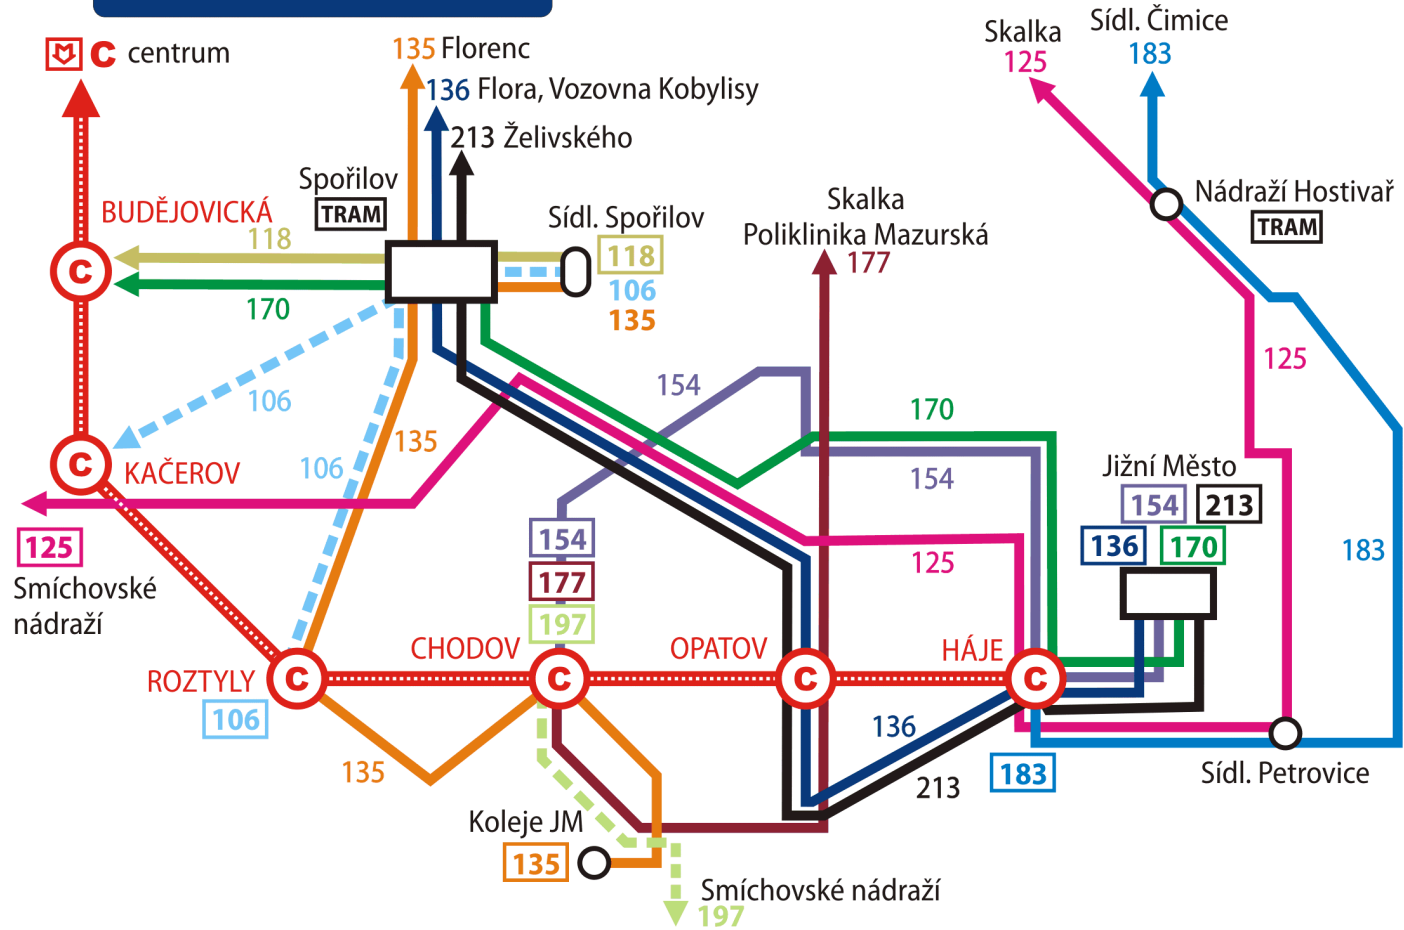 C centrum
135 Florenc
136 Flora, Vozovna Kobylisy
213 Želivského
Skalka
125
Sídl. Čimice
183
Spořilov
TRAM
BUDĚJOVICKÁ
118
C
170
Sídl. Spořilov
118
106
135
Skalka
Poliklinika Mazurská
177
Nádraží Hostivař
TRAM
125
106
154
170
135
106
C
KAČEROV
154
Jižní Město
154 213
136 170
125
Smíchovské
nádraží
154
177
197
125
183
CHODOV
OPATOV
HÁJE
ROZTYLY
C
C
C
C
106
135
136
213
183
Sídl. Petrovice
Koleje JM
135
Smíchovské nádraží
197